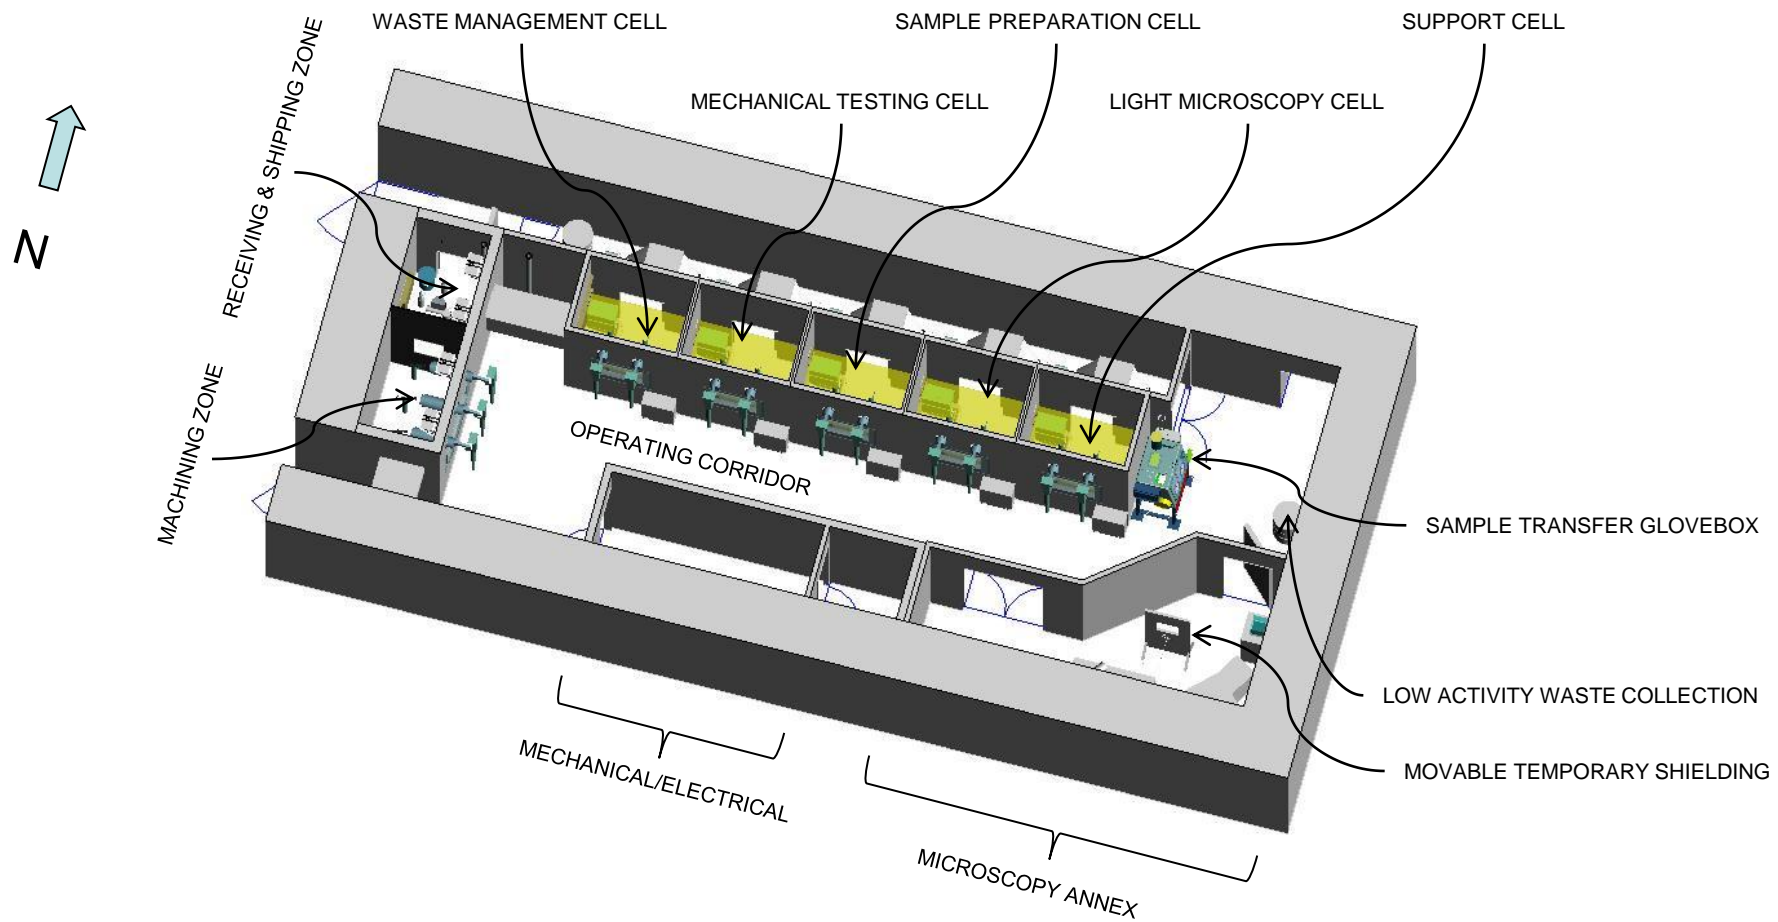 WASTE MANAGEMENT CELL
SAMPLE PREPARATION CELL
SUPPORT CELL
MECHANICAL TESTING CELL
LIGHT MICROSCOPY CELL
RECEIVING & SHIPPING ZONE
N
MACHINING ZONE
OPERATING CORRIDOR
SAMPLE TRANSFER GLOVEBOX
LOW ACTIVITY WASTE COLLECTION
MOVABLE TEMPORARY SHIELDING
MECHANICAL/ELECTRICAL
MICROSCOPY ANNEX